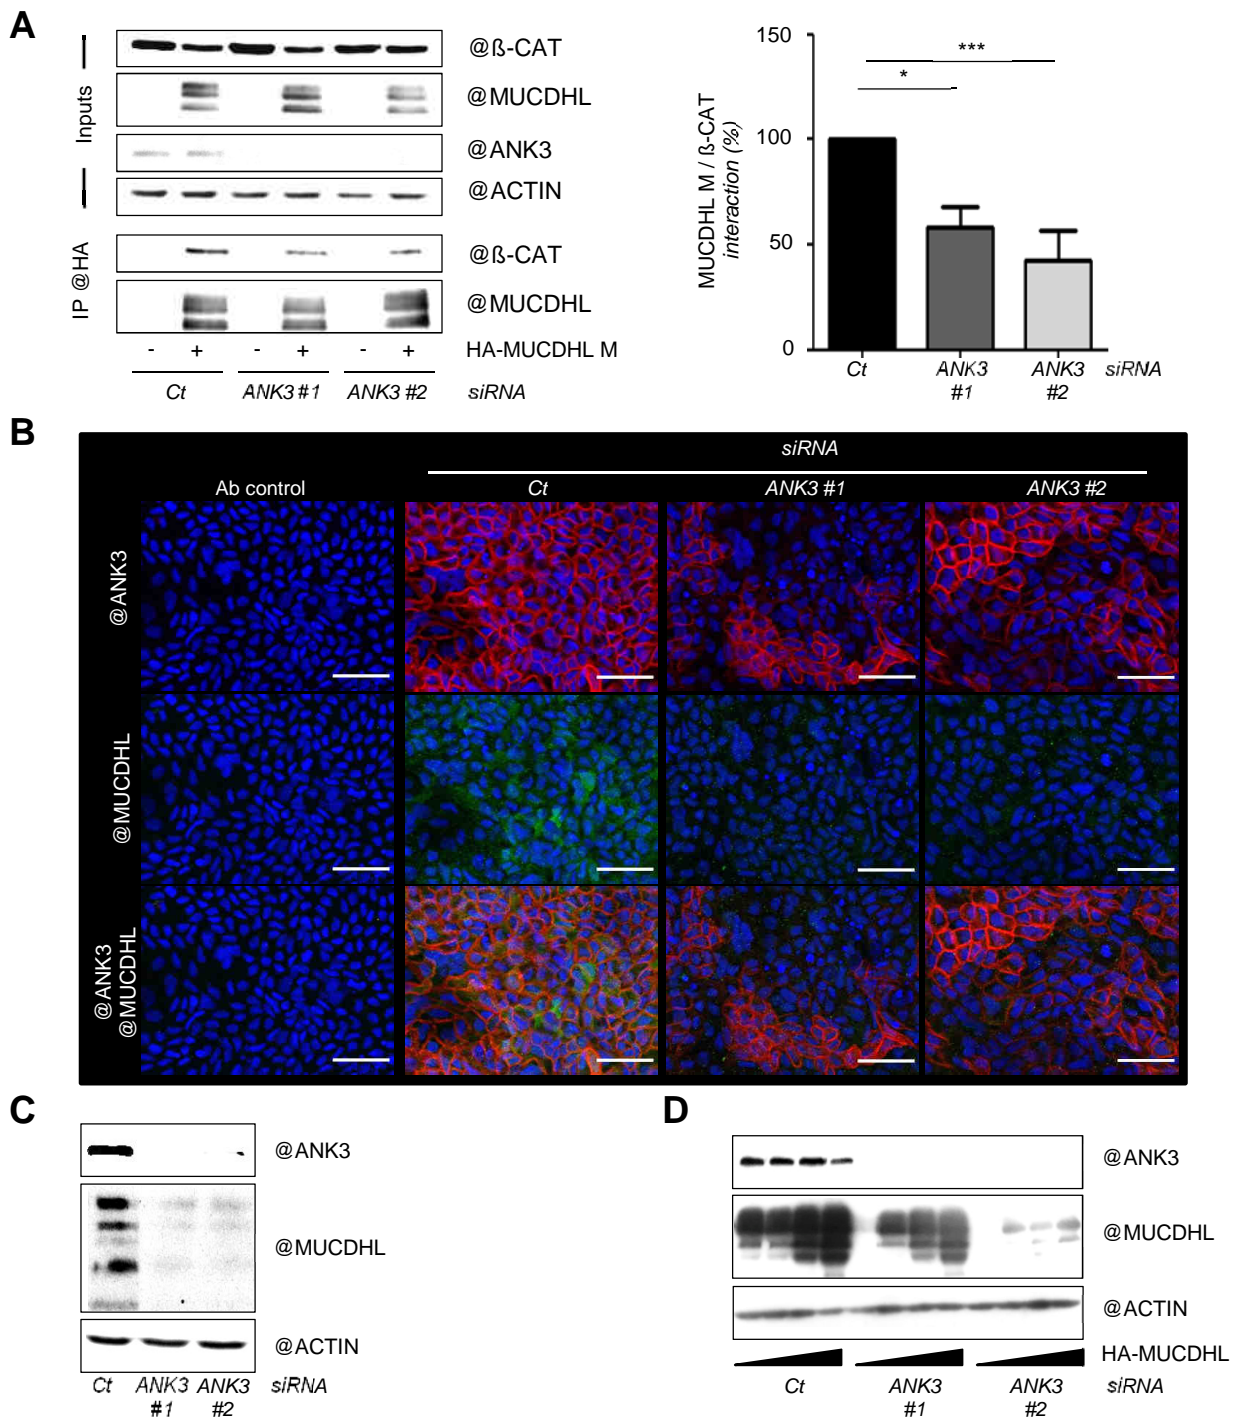 A
Inputs
@ß-CAT
@MUCDHL
@ANK3
@ACTIN
IP @HA
@ß-CAT
@MUCDHL
- + - + - + HA-MUCDHL M
Ct ANK3 #1 ANK3 #2 siRNA
MUCDHL M / ß-CAT
interaction (%)
150
100
50
0
***
*
Ct ANK3 ANK3 siRNA
#1 #2
B
siRNA
Ab control Ct ANK3 #1 ANK3 #2
@ANK3
@MUCDHL
@ANK3
@MUCDHL
C
@ANK3
@MUCDHL
@ACTIN
Ct ANK3 ANK3 siRNA
#1 #2
D
@ANK3
@MUCDHL
@ACTIN
HA-MUCDHL
Ct ANK3 ANK3 siRNA
#1 #2